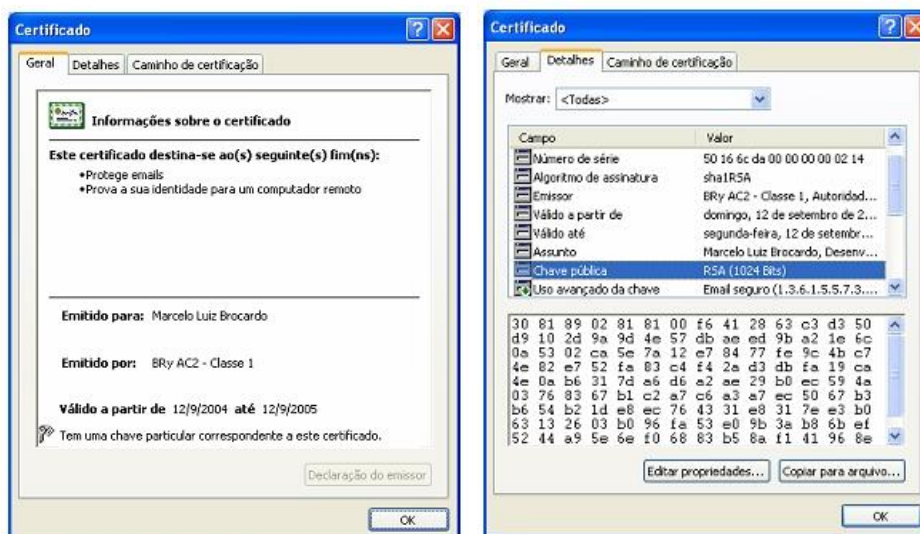 Certificado
Geral Detalhes Caminho de certificação
Informações sobre o certificado
Este certificado destina-se ao(s) seguinte(s) fim(ns):
•Protege emails
•Prova a sua identidade para um computador remoto
Emitido para: Marcelo Luiz Brocardo
Emitido por: BRy AC2 - Classe 1
Válido a partir de 12/9/2004 até 12/9/2005
Tem uma chave particular correspondente a este certificado.
Declaração do emissor
OK
Certificado
Geral Detalhes Caminho de certificação
Mostrar: <Todas>
Campo Valor
Número de série 50 16 6c da 00 00 00 00 02 14
Algoritmo de assinatura sha1RSA
Emissor BRy AC2 - Classe 1, Autoridad...
Válido a partir de domingo, 12 de setembro de 2...
Válido até segunda-feira, 12 de setembr...
Assunto Marcelo Luiz Brocardo, Desenv...
Chave pública RSA (1024 Bits)
Uso avançado da chave Email seguro (1.3.6.1.5.5.7.3....
30 81 89 02 81 81 00 f6 41 28 63 c3 d3 50
d9 10 2d 9a 9d 4e 57 db ae ed 9b a2 1e 6c
0a 53 02 ca 5e 7a 12 e7 84 77 fe 9c 4b c7
4e 82 e7 52 fa 83 c4 f4 2a d3 db fa 19 ca
4e 0a b6 31 7d a6 d6 a2 ae 29 b0 ec 59 4a
03 76 83 67 b1 c2 a7 c6 a3 a7 ec 50 67 b3
b6 54 b2 1d e8 ec 76 43 31 e8 31 7e e3 b0
63 13 26 03 b0 96 fa 53 e0 9b 3a b8 6b ef
52 44 a9 5e 6e f0 68 83 b5 8a f1 41 96 8e
Editar propriedades... Copiar para arquivo...
OK